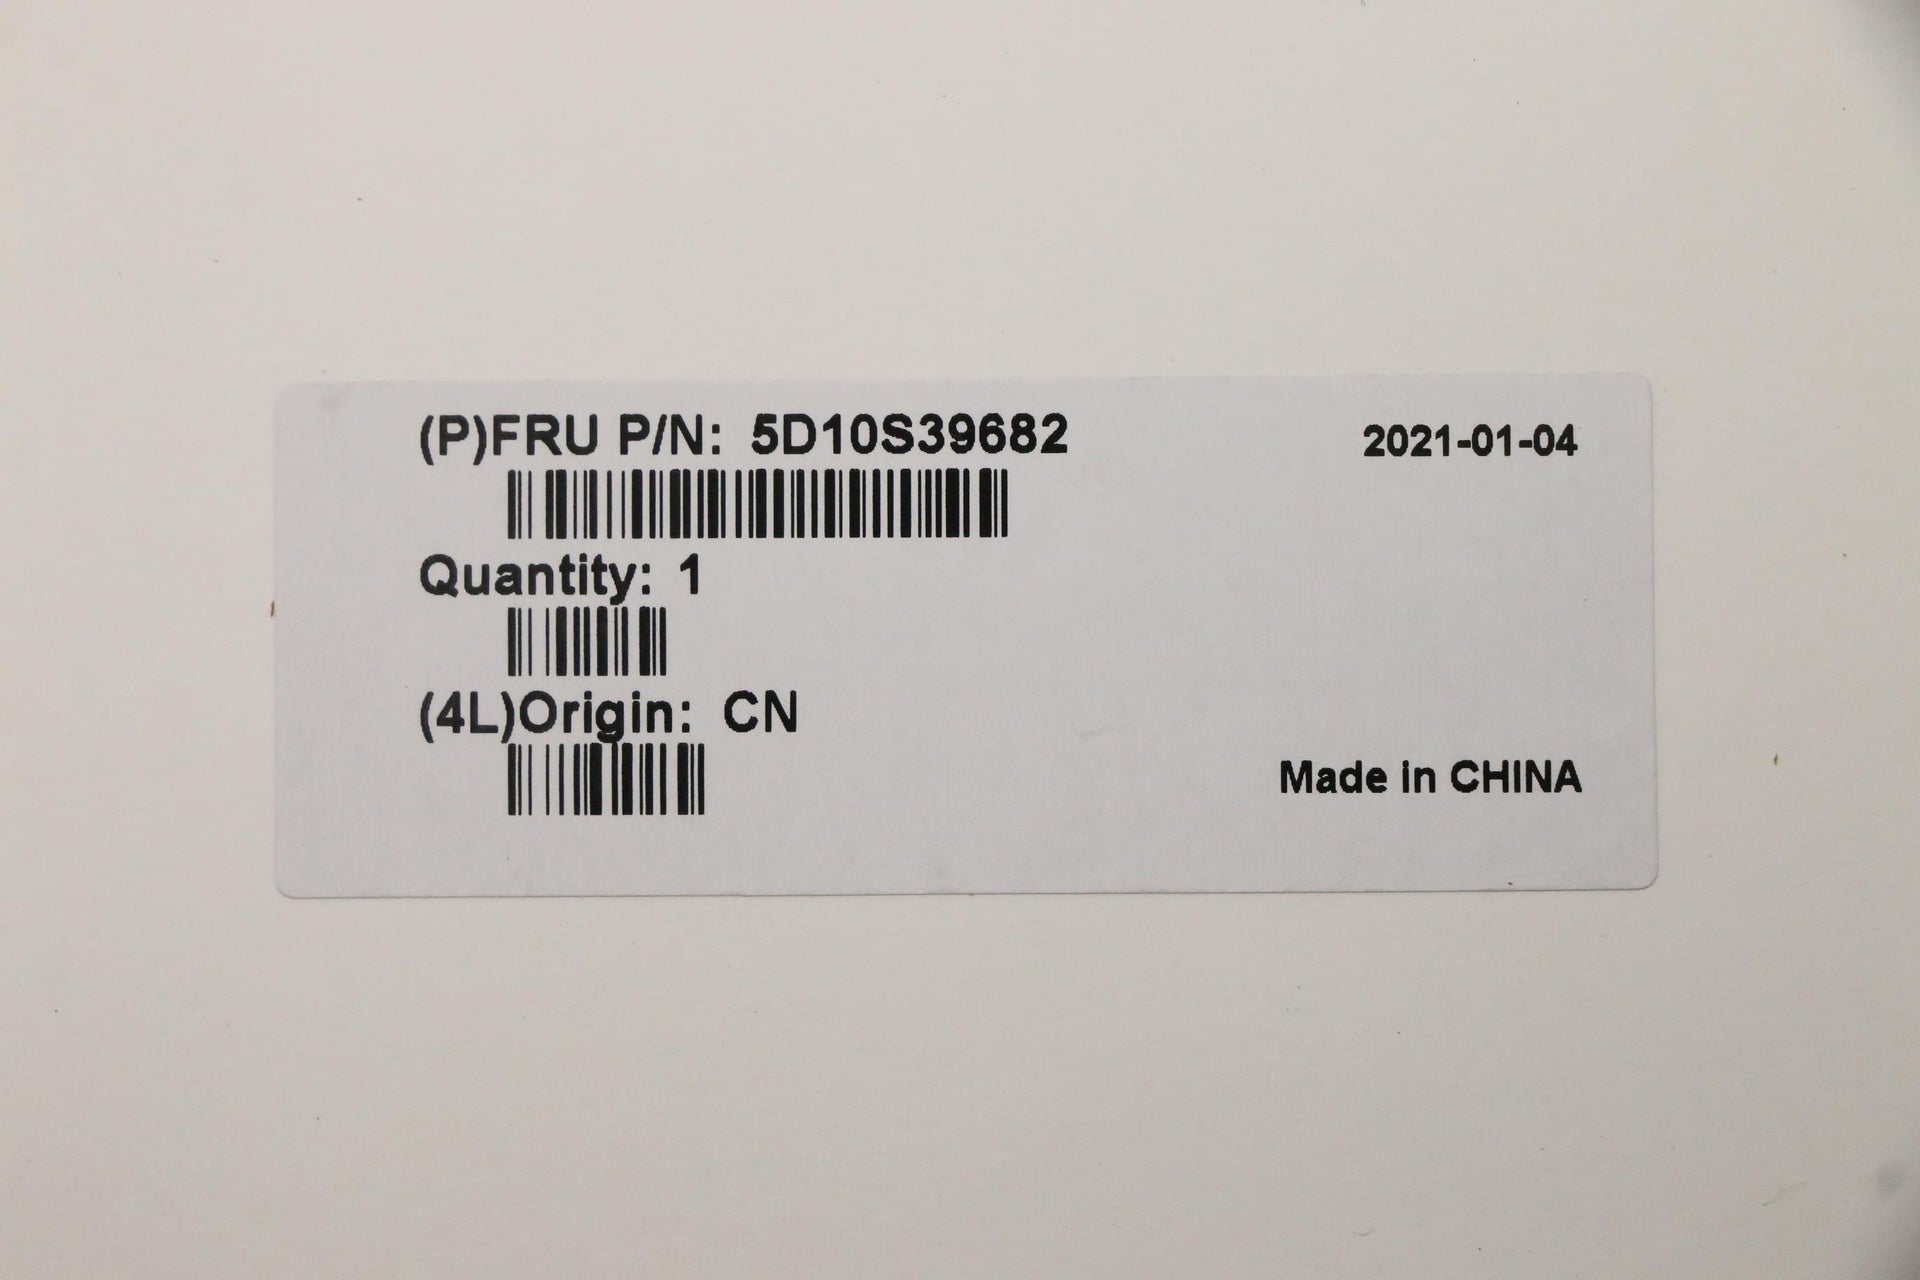 (P)FRU P/N: 5D10S39682
2021-01-04
Quantity: 1
(4L)Origin: CN
Made in CHINA